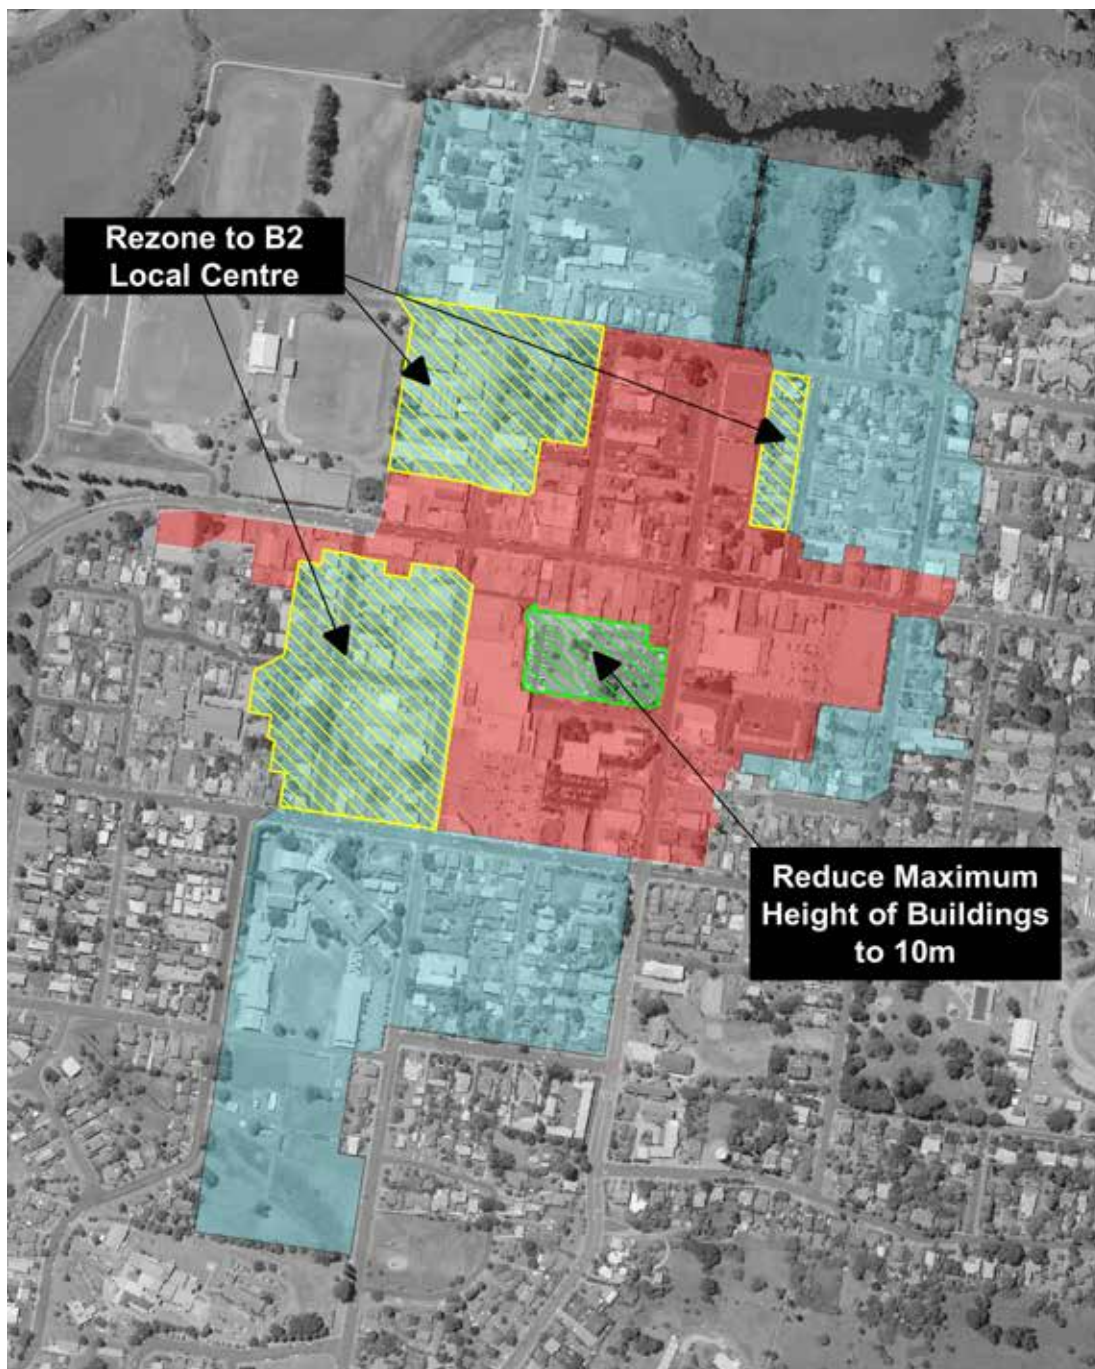 Rezone to B2
Local Centre
Reduce Maximum
Height of Buildings
to 10m